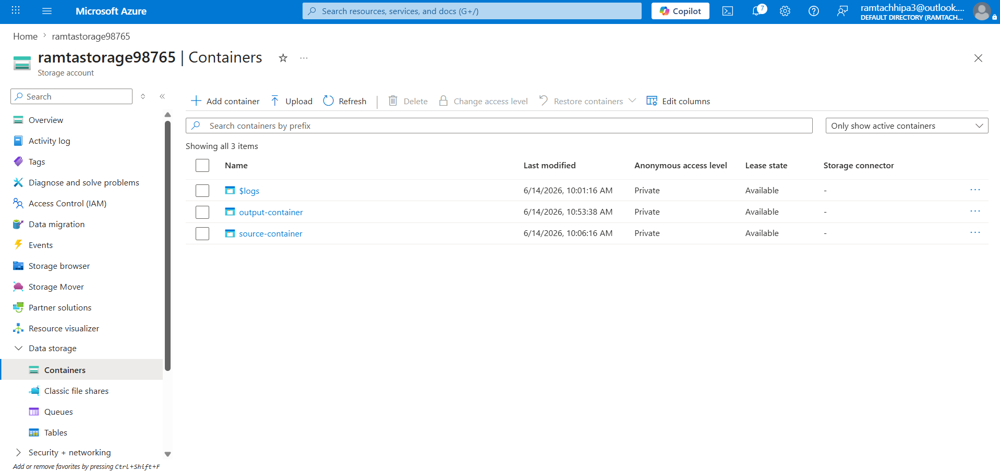 Microsoft Azure
Search resources, services, and docs (G+/)
Copilot
7
ramtachhipa3@outlook....
DEFAULT DIRECTORY (RAMTACH...
Home > ramtastorage98765
ramtastorage98765 | Containers
Storage account
Search
Add container
Upload
Refresh
Delete
Change access level
Restore containers
Edit columns
Search containers by prefix
Only show active containers
Showing all 3 items
Name Last modified Anonymous access level Lease state Storage connector
$logs 6/14/2026, 10:01:16 AM Private Available -
output-container 6/14/2026, 10:53:38 AM Private Available -
source-container 6/14/2026, 10:06:16 AM Private Available -
Overview
Activity log
Tags
Diagnose and solve problems
Access Control (IAM)
Data migration
Events
Storage browser
Storage Mover
Partner solutions
Resource visualizer
Data storage
Containers
Classic file shares
Queues
Tables
Security + networking
Add or remove favorites by pressing Ctrl+Shift+F